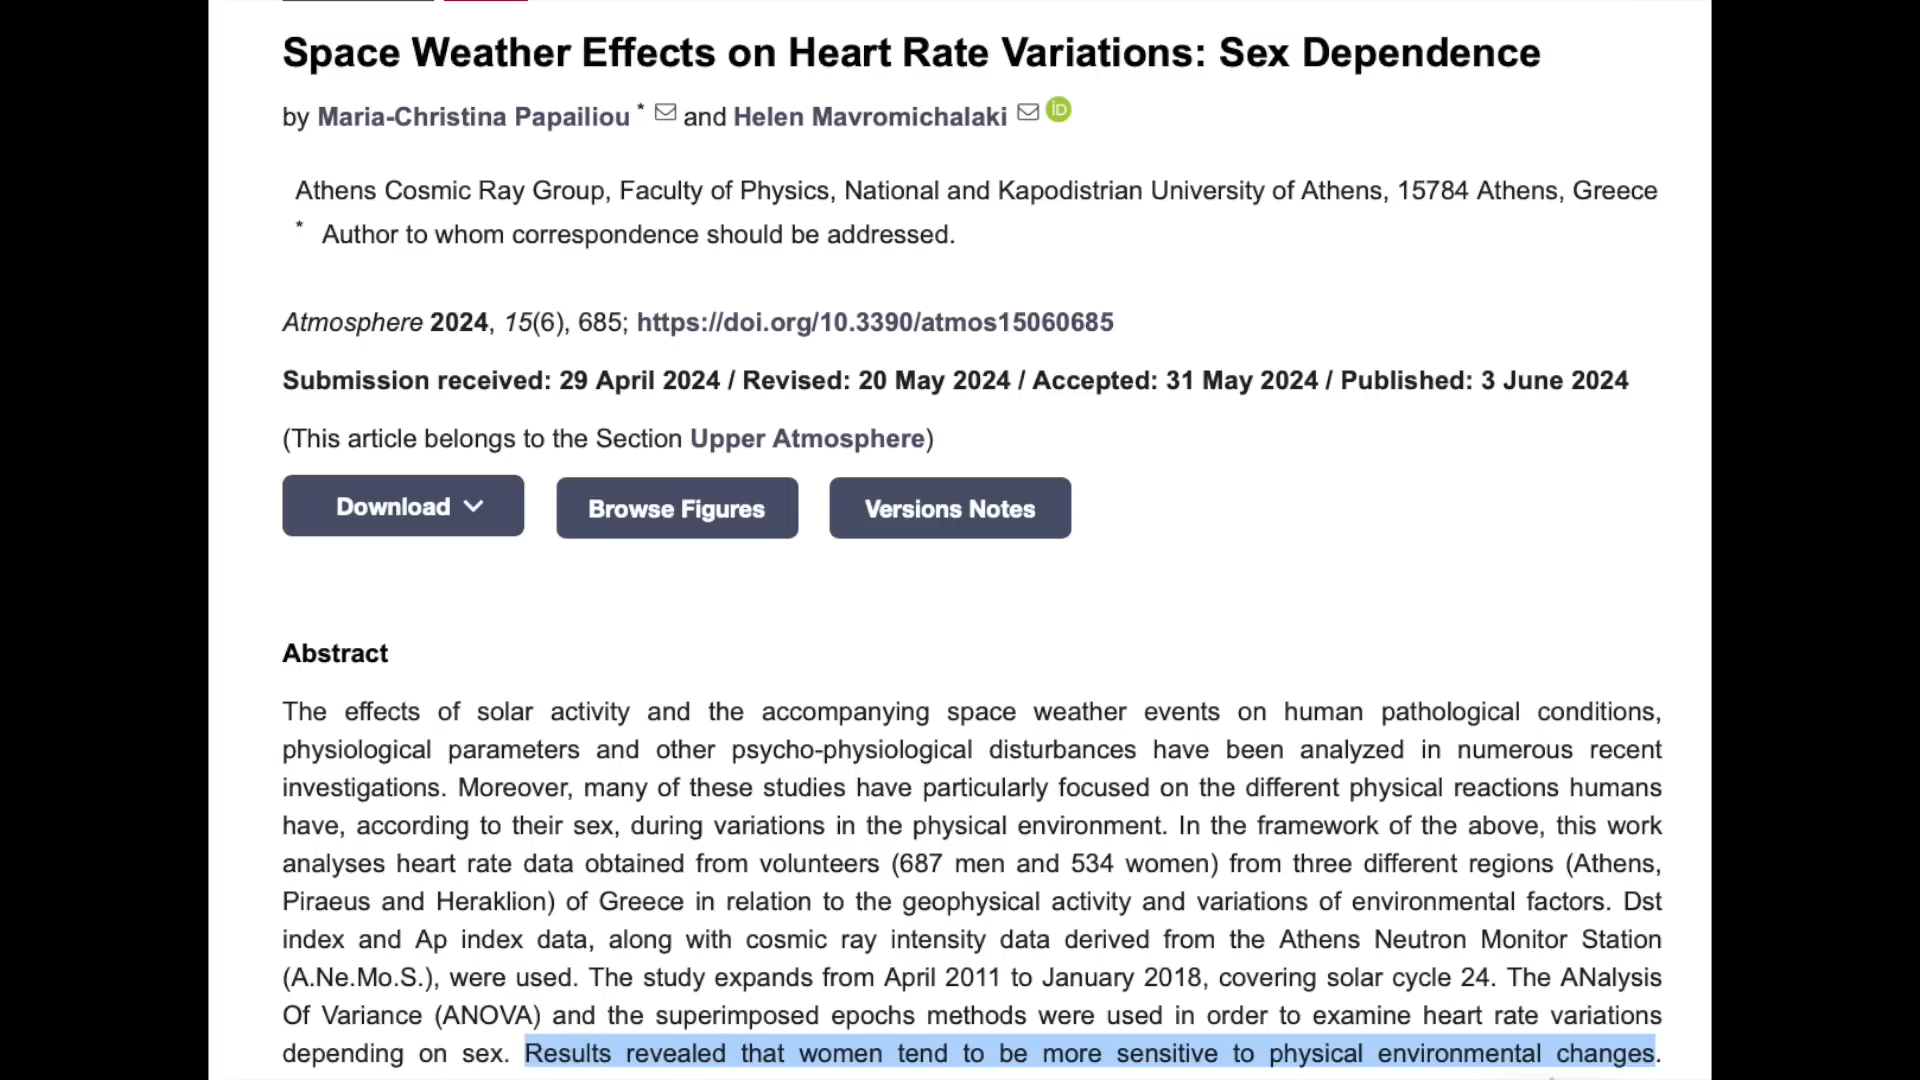 Space Weather Effects on Heart Rate Variations: Sex Dependence
by Maria-Christina Papailiou * and Helen Mavromichalaki iD
Athens Cosmic Ray Group, Faculty of Physics, National and Kapodistrian University of Athens, 15784 Athens, Greece
* Author to whom correspondence should be addressed.
Atmosphere 2024, 15(6), 685; https://doi.org/10.3390/atmos15060685
Submission received: 29 April 2024 / Revised: 20 May 2024 / Accepted: 31 May 2024 / Published: 3 June 2024
(This article belongs to the Section Upper Atmosphere)
Download Browse Figures Versions Notes
Abstract
The effects of solar activity and the accompanying space weather events on human pathological conditions,
physiological parameters and other psycho-physiological disturbances have been analyzed in numerous recent
investigations. Moreover, many of these studies have particularly focused on the different physical reactions humans
have, according to their sex, during variations in the physical environment. In the framework of the above, this work
analyses heart rate data obtained from volunteers (687 men and 534 women) from three different regions (Athens,
Piraeus and Heraklion) of Greece in relation to the geophysical activity and variations of environmental factors. Dst
index and Ap index data, along with cosmic ray intensity data derived from the Athens Neutron Monitor Station
(A.Ne.Mo.S.), were used. The study expands from April 2011 to January 2018, covering solar cycle 24. The ANalysis
Of Variance (ANOVA) and the superimposed epochs methods were used in order to examine heart rate variations
depending on sex. Results revealed that women tend to be more sensitive to physical environmental changes.